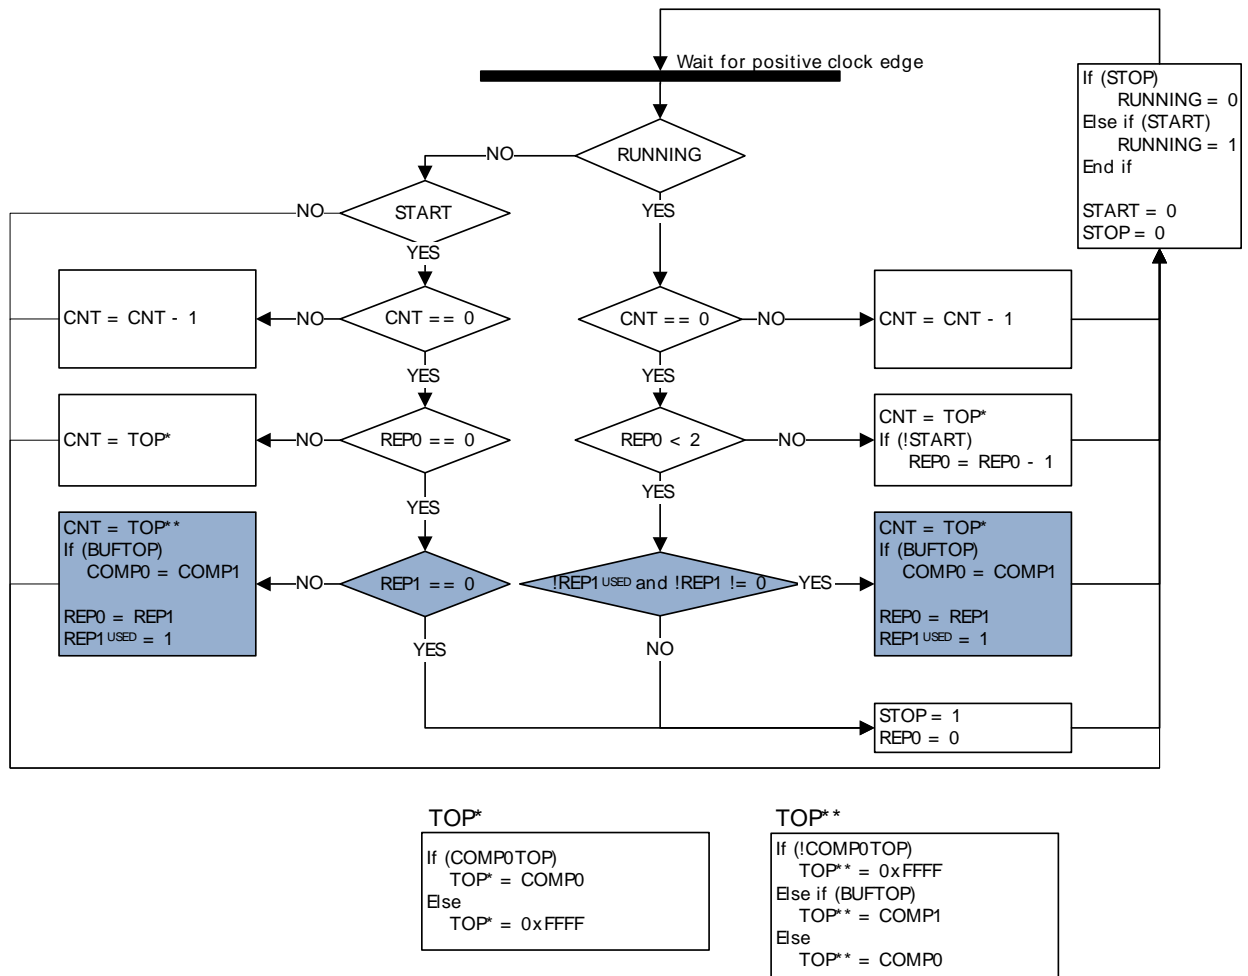 Wait for positive clock edge
If (STOP)
RUNNING = 0
Else if (START)
RUNNING = 1
End if
START = 0
STOP = 0
RUNNING
NO
YES
START
NO
YES
CNT = CNT - 1
NO
CNT == 0
YES
CNT == 0
NO
YES
CNT = CNT - 1
CNT = TOP*
NO
REP0 == 0
YES
REP0 < 2
NO
YES
CNT = TOP*
If (!START)
REP0 = REP0 - 1
CNT = TOP**
If (BUFTOP)
COMP0 = COMP1
REP0 = REP1
REP1USED = 1
NO
REP1 == 0
YES
!REP1USED and !REP1 != 0
YES
NO
CNT = TOP*
If (BUFTOP)
COMP0 = COMP1
REP0 = REP1
REP1USED = 1
STOP = 1
REP0 = 0
TOP*
If (COMP0TOP)
TOP* = COMP0
Else
TOP* = 0xFFFF
TOP**
If (!COMP0TOP)
TOP** = 0xFFFF
Else if (BUFTOP)
TOP** = COMP1
Else
TOP** = COMP0